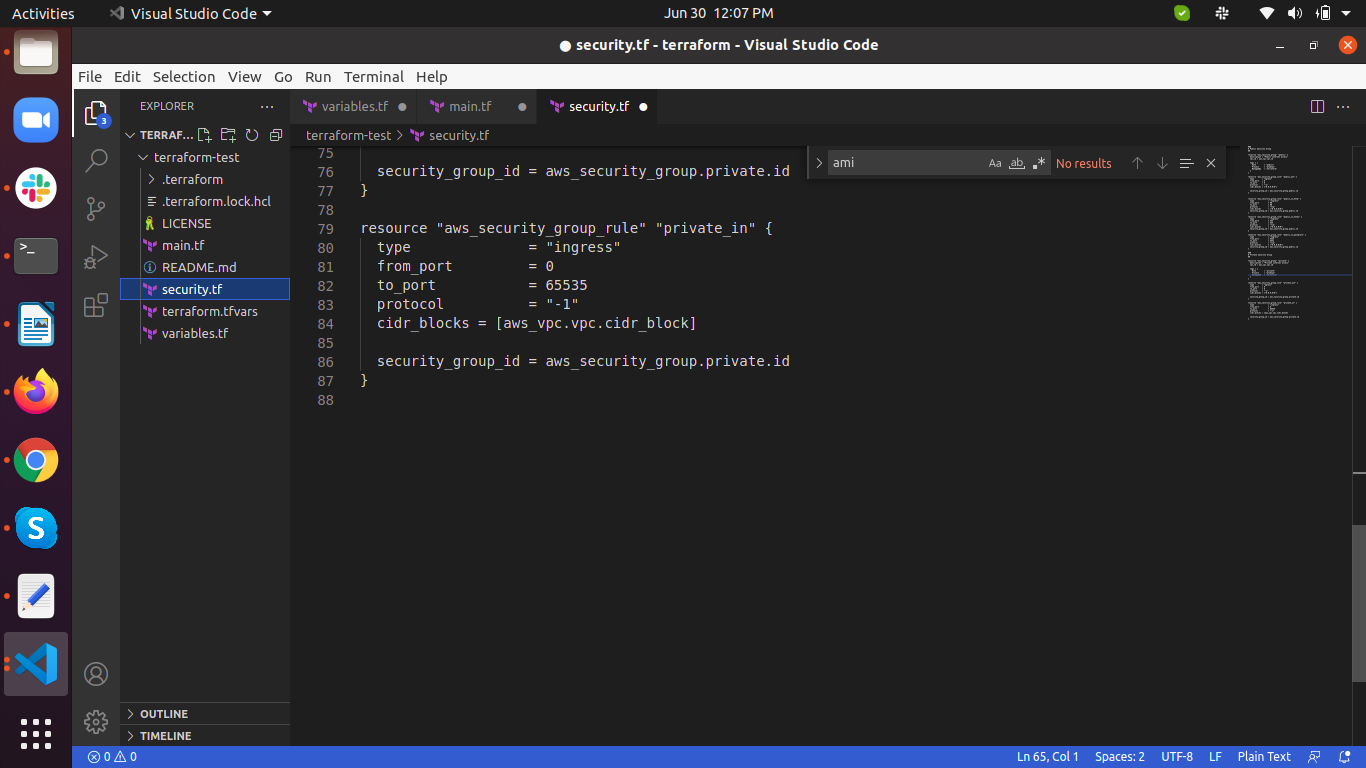 Activities Visual Studio Code Jun 30 12:07 PM
● security.tf - terraform - Visual Studio Code
File Edit Selection View Go Run Terminal Help
EXPLORER
variables.tf
main.tf
security.tf
TERRAF...
terraform-test > security.tf
terraform-test
.terraform
.terraform.lock.hcl
LICENSE
main.tf
README.md
security.tf
terraform.tfvars
variables.tf
OUTLINE
TIMELINE
3
ami Aa ab .* No results
75
76 security_group_id = aws_security_group.private.id
77 }
78
79 resource "aws_security_group_rule" "private_in" {
80 type = "ingress"
81 from_port = 0
82 to_port = 65535
83 protocol = "-1"
84 cidr_blocks = [aws_vpc.vpc.cidr_block]
85
86 security_group_id = aws_security_group.private.id
87 }
88
0 0 Ln 65, Col 1 Spaces: 2 UTF-8 LF Plain Text